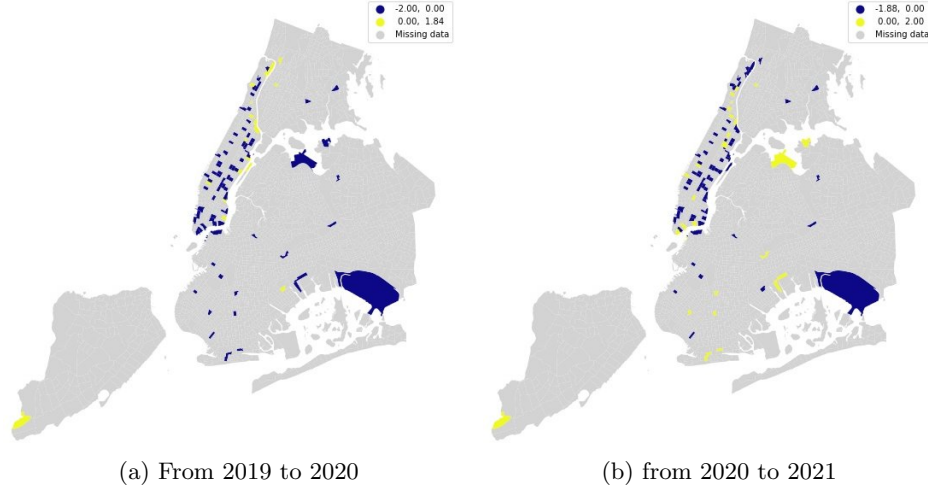 -2.00, 0.00
0.00, 1.84
Missing data
-1.88, 0.00
0.00, 2.00
Missing data
(a) From 2019 to 2020
(b) from 2020 to 2021